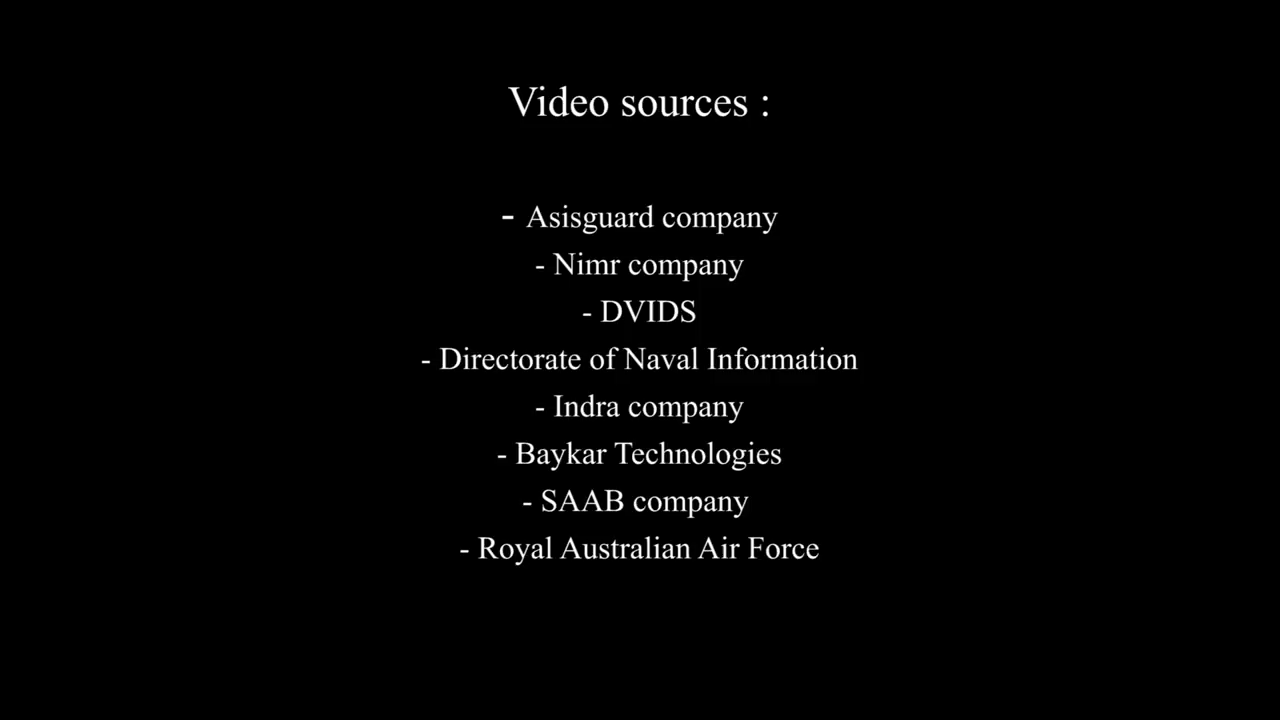 Video sources :
- Asisguard company
- Nimr company
- DVIDS
- Directorate of Naval Information
- Indra company
- Baykar Technologies
- SAAB company
- Royal Australian Air Force